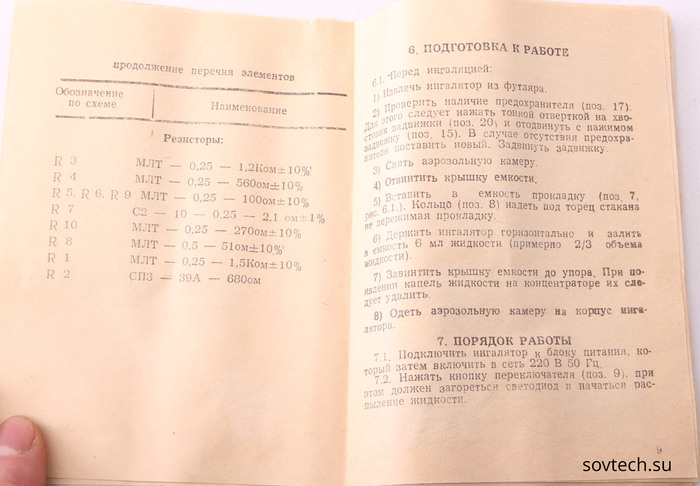 продолжение перечня элементов
Обозначение
по схеме
Наименование
Резисторы:
R 3 МЛТ — 0,25 — 1,2Ком±10%
R 4 МЛТ — 0,25 — 560ом±10%
R 5, R 6, R 9 МЛТ — 0,25 — 100ом±10%
R 7 С2 — 10 — 0,25 — 2,1 ом±1%
R 10 МЛТ — 0,25 — 270ом±10%
R 8 МЛТ — 0,5 — 51ом±10%
R 1 МЛТ — 0,25 — 1,5Ком±10%
R 2 СПЗ — 39А — 680ом
6. ПОДГОТОВКА К РАБОТЕ
6.1. Перед ингаляцией:
1) Извлечь ингалятор из футляра.
2) Проверить наличие предохранителя (поз. 17).
Для этого следует нажать тонкой отверткой на хво-
стовик задвижки (поз. 20) и отодвинуть с нажимом
задвижку (поз. 15). В случае отсутствия предохра-
нителя поставить новый. Задвинуть задвижку.
3) Снять аэрозольную камеру.
4) Отвинтить крышку емкости.
5) Вставить в емкость прокладку (поз. 7,
рис. 6.1.). Кольцо (поз. 8) надеть под торец стакана
не пережимая прокладку.
6) Держать ингалятор горизонтально и залить
в емкость 6 мл жидкости (примерно 2/3 объема
жидкости).
7) Завинтить крышку емкости до упора. При по-
явлении капель жидкости на концентраторе их сле-
дует удалить.
8) Одеть аэрозольную камеру на корпус инга-
лятора.
7. ПОРЯДОК РАБОТЫ
7.1. Подключить ингалятор к блоку питания, ко-
торый затем включить в сеть 220 В 50 Гц.
7.2. Нажать кнопку переключателя (поз. 9), при
этом должен загореться светодиод и начаться рас-
пыление жидкости.
9
sovtech.su